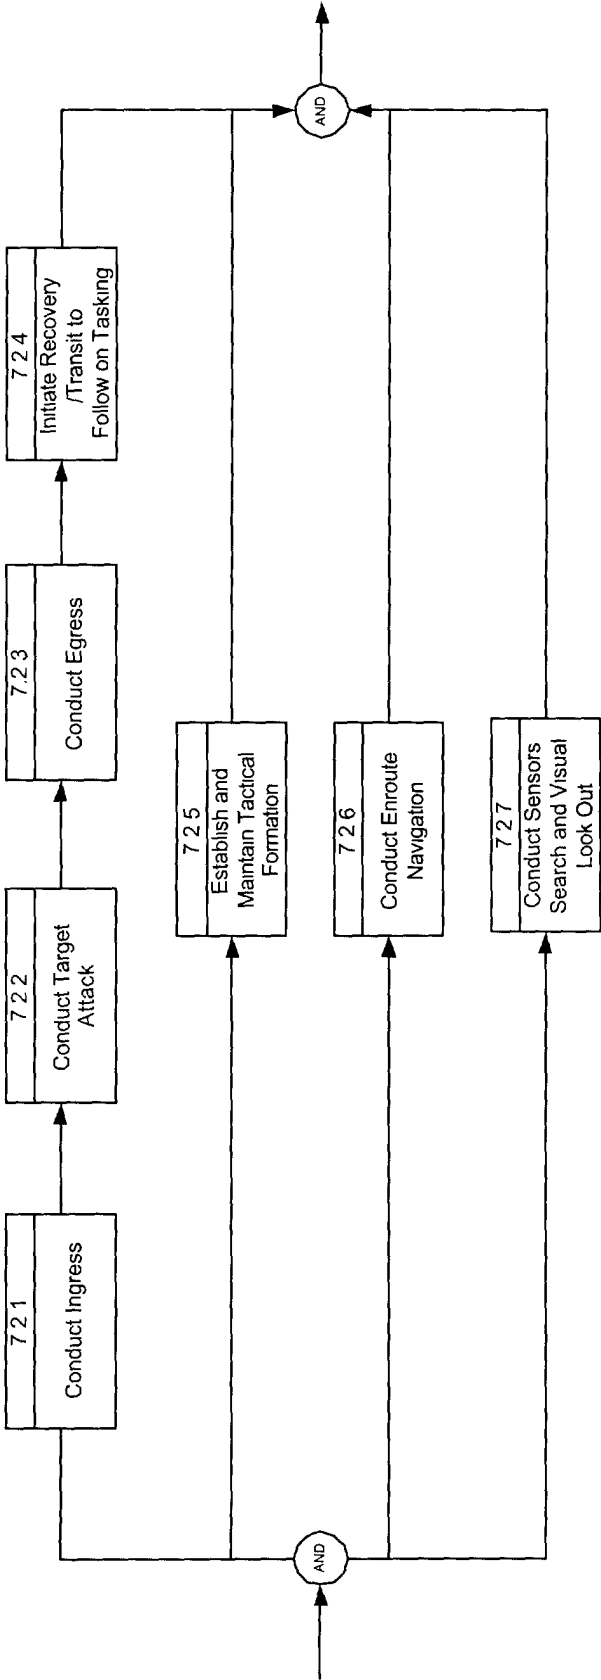 AND
7 2 1
Conduct Ingress
7 2 2
Conduct Target
Attack
7.2 3
Conduct Egress
7 2 4
Initiate Recovery
/Transit to
Follow on Tasking
7 2 5
Establish and
Maintain Tactical
Formation
7 2 6
Conduct Enroute
Navigation
7 2 7
Conduct Sensors
Search and Visual
Look Out
AND